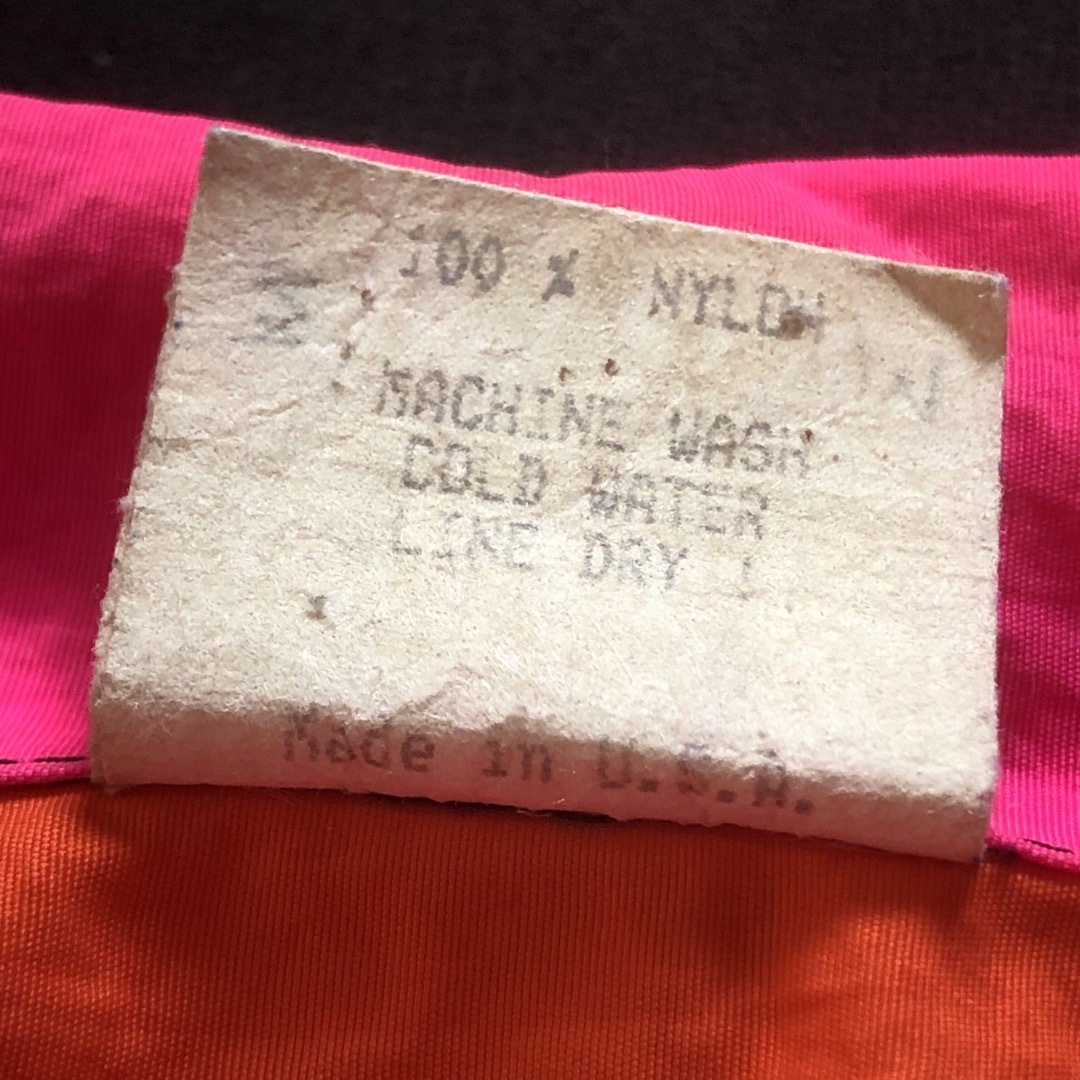 100 % NYLON
M
MACHINE WASH
COLD WATER
LINE DRY
Made in U.S.A.